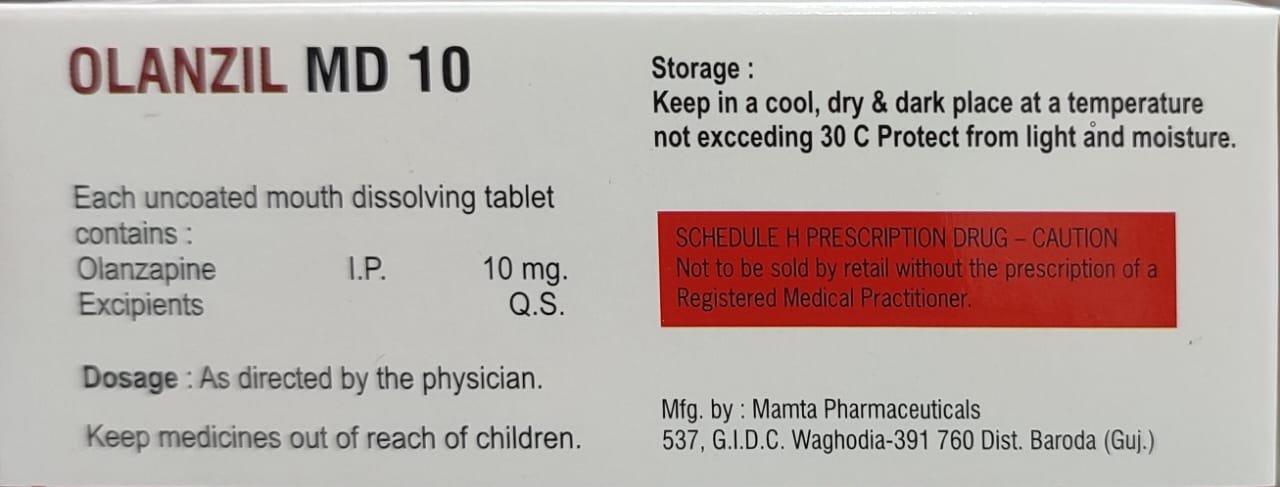 OLANZIL MD 10
Each uncoated mouth dissolving tablet
contains :
Olanzapine I.P. 10 mg.
Excipients Q.S.
Dosage : As directed by the physician.
Keep medicines out of reach of children.
Storage :
Keep in a cool, dry & dark place at a temperature
not excceding 30 C Protect from light and moisture.
SCHEDULE H PRESCRIPTION DRUG – CAUTION
Not to be sold by retail without the prescription of a
Registered Medical Practitioner.
Mfg. by : Mamta Pharmaceuticals
537, G.I.D.C. Waghodia-391 760 Dist. Baroda (Guj.)